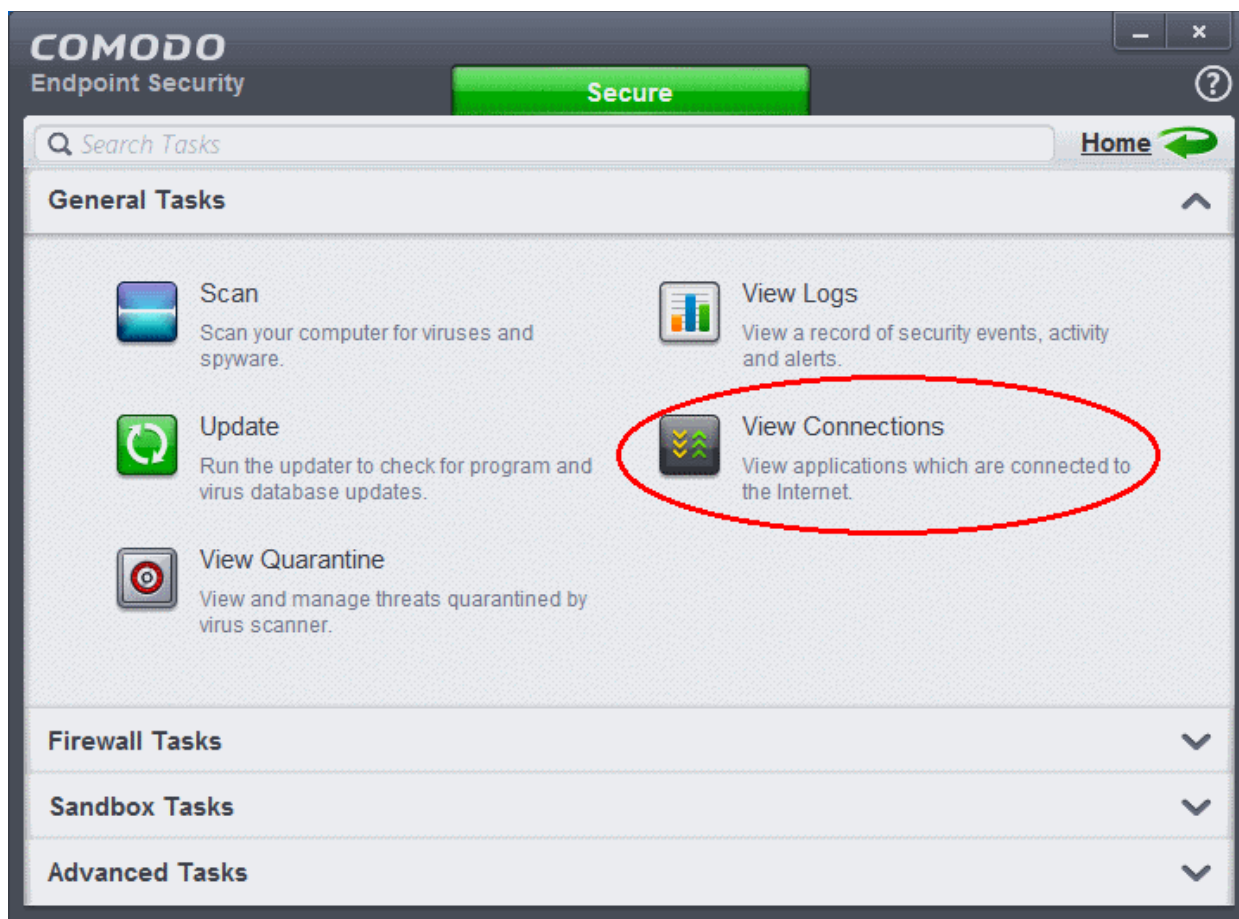 COMODO
Endpoint Security
Secure
Search Tasks
Home
General Tasks
Scan
Scan your computer for viruses and
spyware.
View Logs
View a record of security events, activity
and alerts.
Update
Run the updater to check for program and
virus database updates.
View Connections
View applications which are connected to
the Internet.
View Quarantine
View and manage threats quarantined by
virus scanner.
Firewall Tasks
Sandbox Tasks
Advanced Tasks